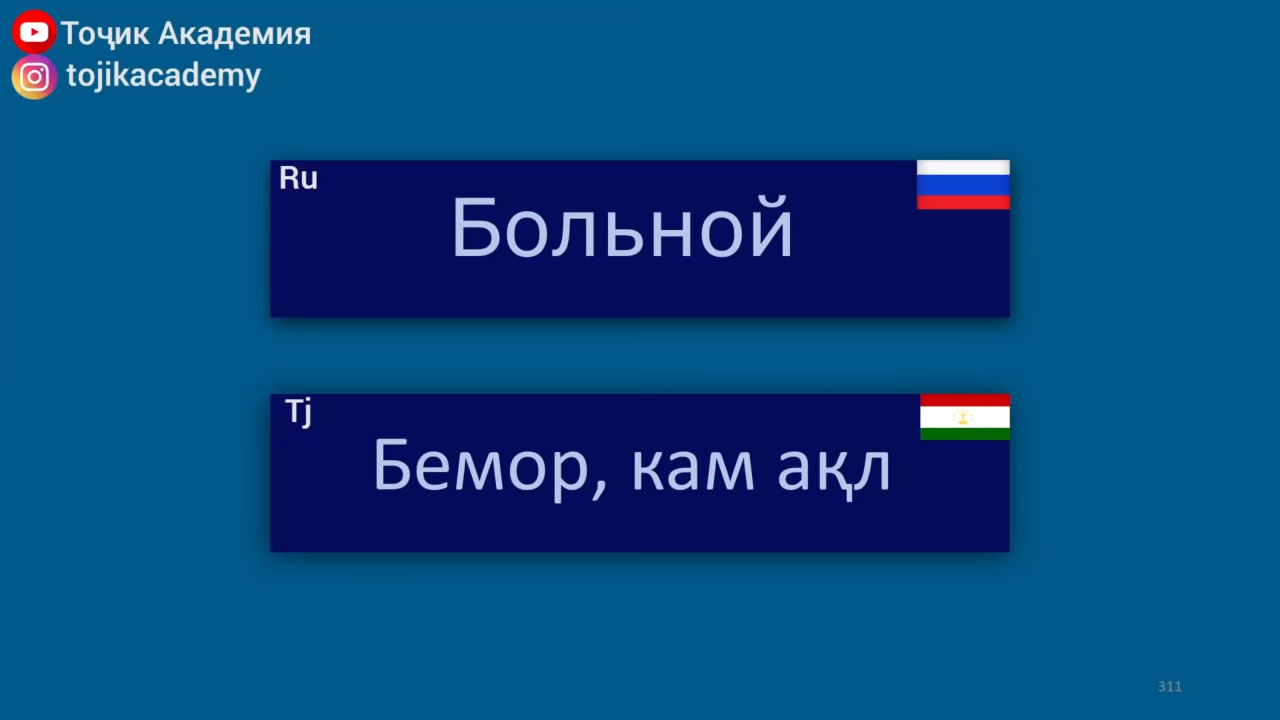 Тоҷик Академия
tojikacademy
Ru
Больной
Tj
Бемор, кам ақл
311